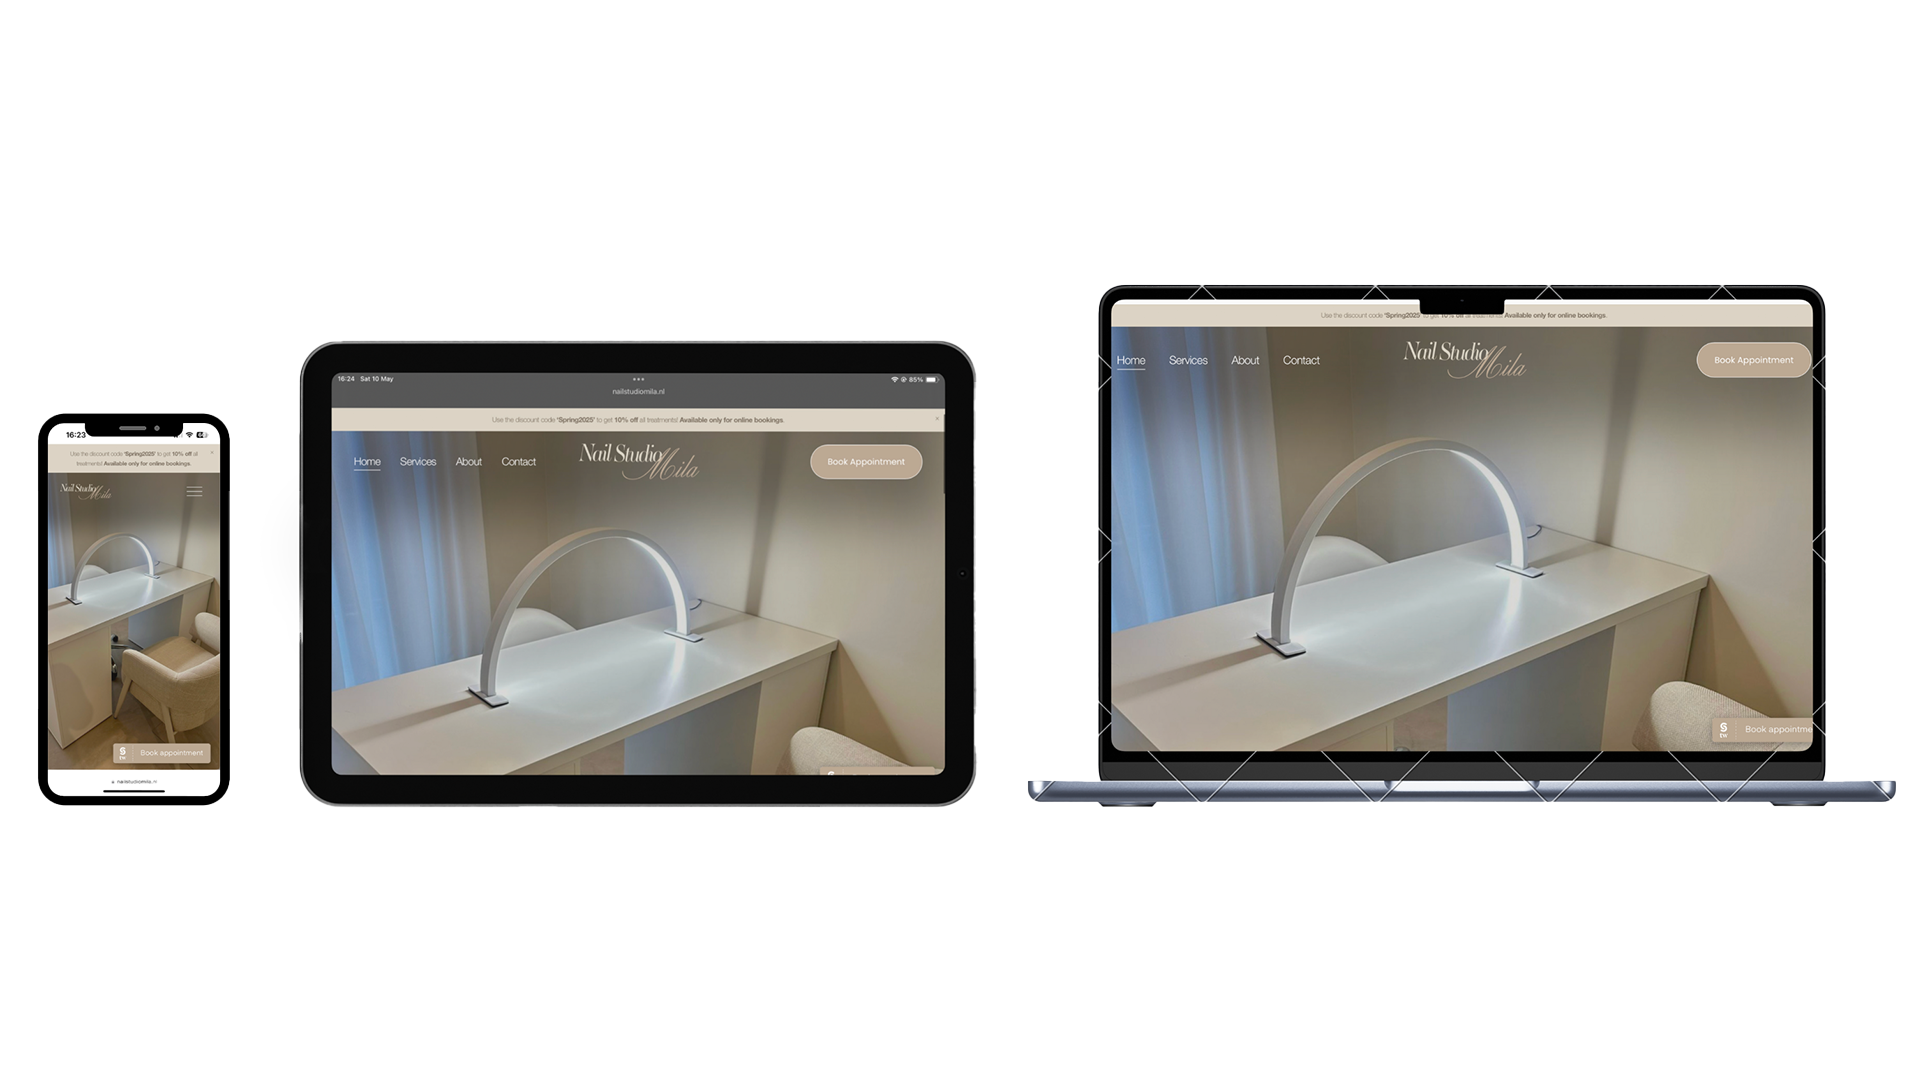 16:23
Use the discount code 'Spring2025' to get 10% off all
treatments! Available only for online bookings.
×
Nail Studio Mila
Book appointment
nailstudiomila.nl
16:24 Sat 10 May
85%
nailstudiomila.nl
Use the discount code 'Spring2025' to get 10% off all treatments! Available only for online bookings.
×
Home Services About Contact
Nail Studio Mila
Book Appointment
Use the discount code 'Spring2025' to get 10% off all treatments! Available only for online bookings.
Home Services About Contact
Nail Studio Mila
Book Appointment
tw
Book appointme